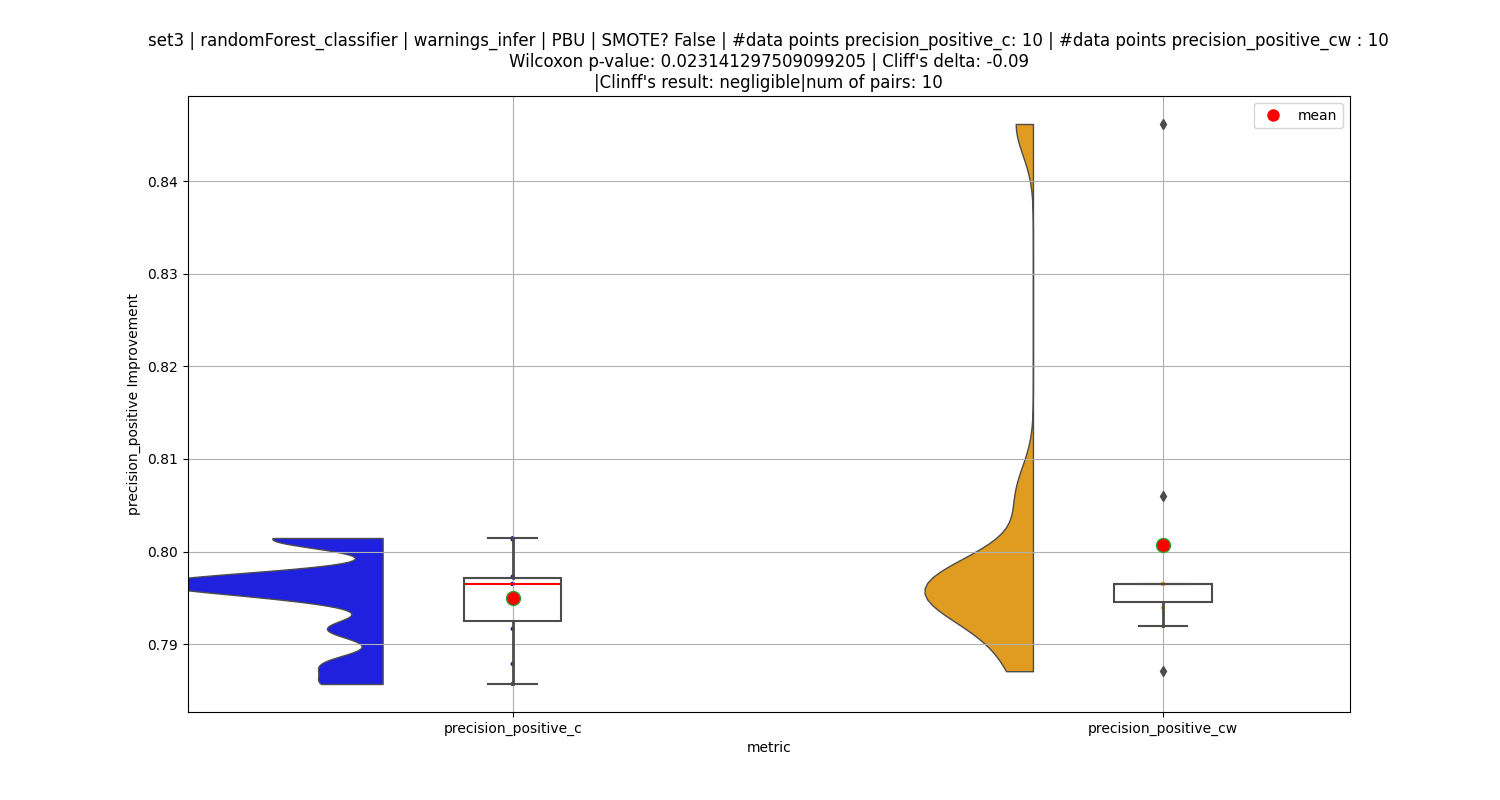 set3 | randomForest_classifier | warnings_infer | PBU | SMOTE? False | #data points precision_positive_c: 10 | #data points precision_positive_cw : 10
Wilcoxon p-value: 0.023141297509099205 | Cliff's delta: -0.09
|Clinff's result: negligible|num of pairs: 10
mean
0.84
0.83
0.82
0.81
0.80
0.79
precision_positive Improvement
precision_positive_c
precision_positive_cw
metric